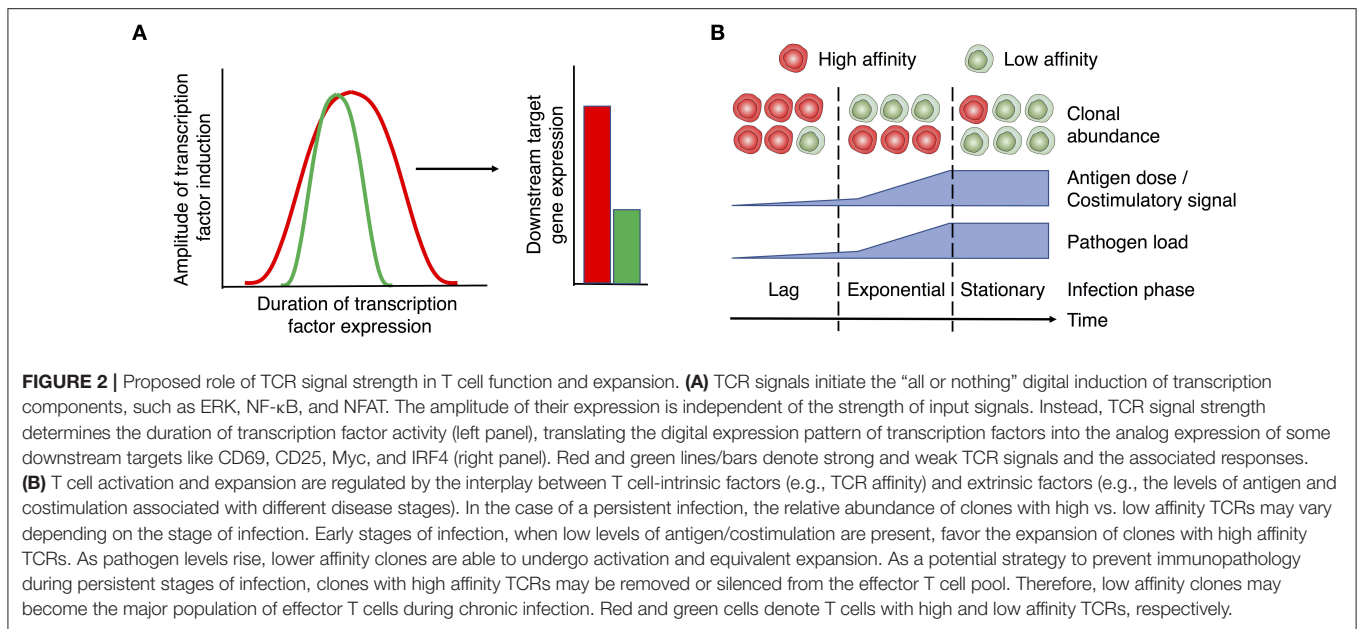 A
Amplitude of transcription
factor induction
Duration of transcription
factor expression
Downstream target
gene expression
B
High affinity
Low affinity
Clonal
abundance
Antigen dose /
Costimulatory signal
Pathogen load
Lag
Exponential
Stationary
Infection phase
Time
FIGURE 2 | Proposed role of TCR signal strength in T cell function and expansion. (A) TCR signals initiate the “all or nothing” digital induction of transcription
components, such as ERK, NF-κB, and NFAT. The amplitude of their expression is independent of the strength of input signals. Instead, TCR signal strength
determines the duration of transcription factor activity (left panel), translating the digital expression pattern of transcription factors into the analog expression of some
downstream targets like CD69, CD25, Myc, and IRF4 (right panel). Red and green lines/bars denote strong and weak TCR signals and the associated responses.
(B) T cell activation and expansion are regulated by the interplay between T cell-intrinsic factors (e.g., TCR affinity) and extrinsic factors (e.g., the levels of antigen and
costimulation associated with different disease stages). In the case of a persistent infection, the relative abundance of clones with high vs. low affinity TCRs may vary
depending on the stage of infection. Early stages of infection, when low levels of antigen/costimulation are present, favor the expansion of clones with high affinity
TCRs. As pathogen levels rise, lower affinity clones are able to undergo activation and equivalent expansion. As a potential strategy to prevent immunopathology
during persistent stages of infection, clones with high affinity TCRs may be removed or silenced from the effector T cell pool. Therefore, low affinity clones may
become the major population of effector T cells during chronic infection. Red and green cells denote T cells with high and low affinity TCRs, respectively.